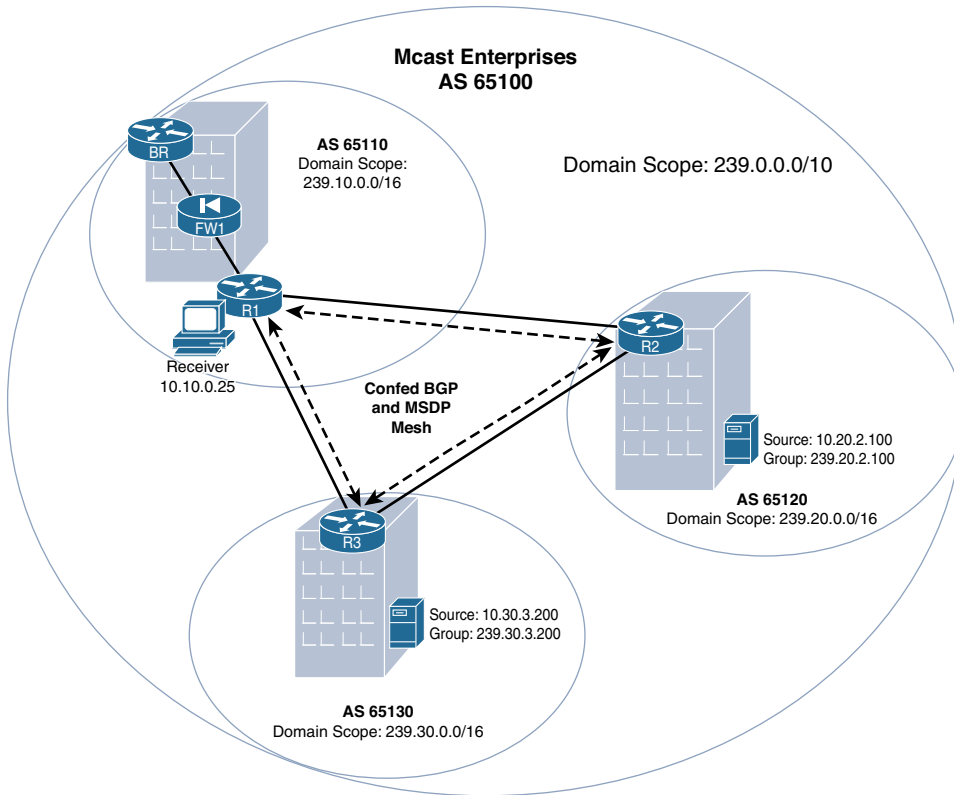 Mcast Enterprises
AS 65100
AS 65110
Domain Scope:
239.10.0.0/16
Domain Scope: 239.0.0.0/10
BR
FW1
R1
Receiver
10.10.0.25
R2
Confed BGP
and MSDP
Mesh
Source: 10.20.2.100
Group: 239.20.2.100
AS 65120
Domain Scope: 239.20.0.0/16
R3
Source: 10.30.3.200
Group: 239.30.3.200
AS 65130
Domain Scope: 239.30.0.0/16